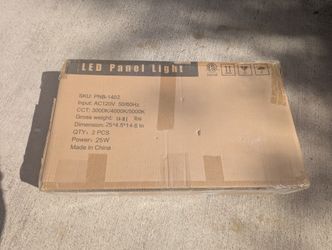 LED Panel Light
SKU: PNB-1402
Input: AC120V 50/60Hz
CCT: 3000K/4000K/5000K
Gross weight: lbs
Dimension: 25*4.5*14.6 In
QTY: 2 PCS
Power: 25W
Made in China